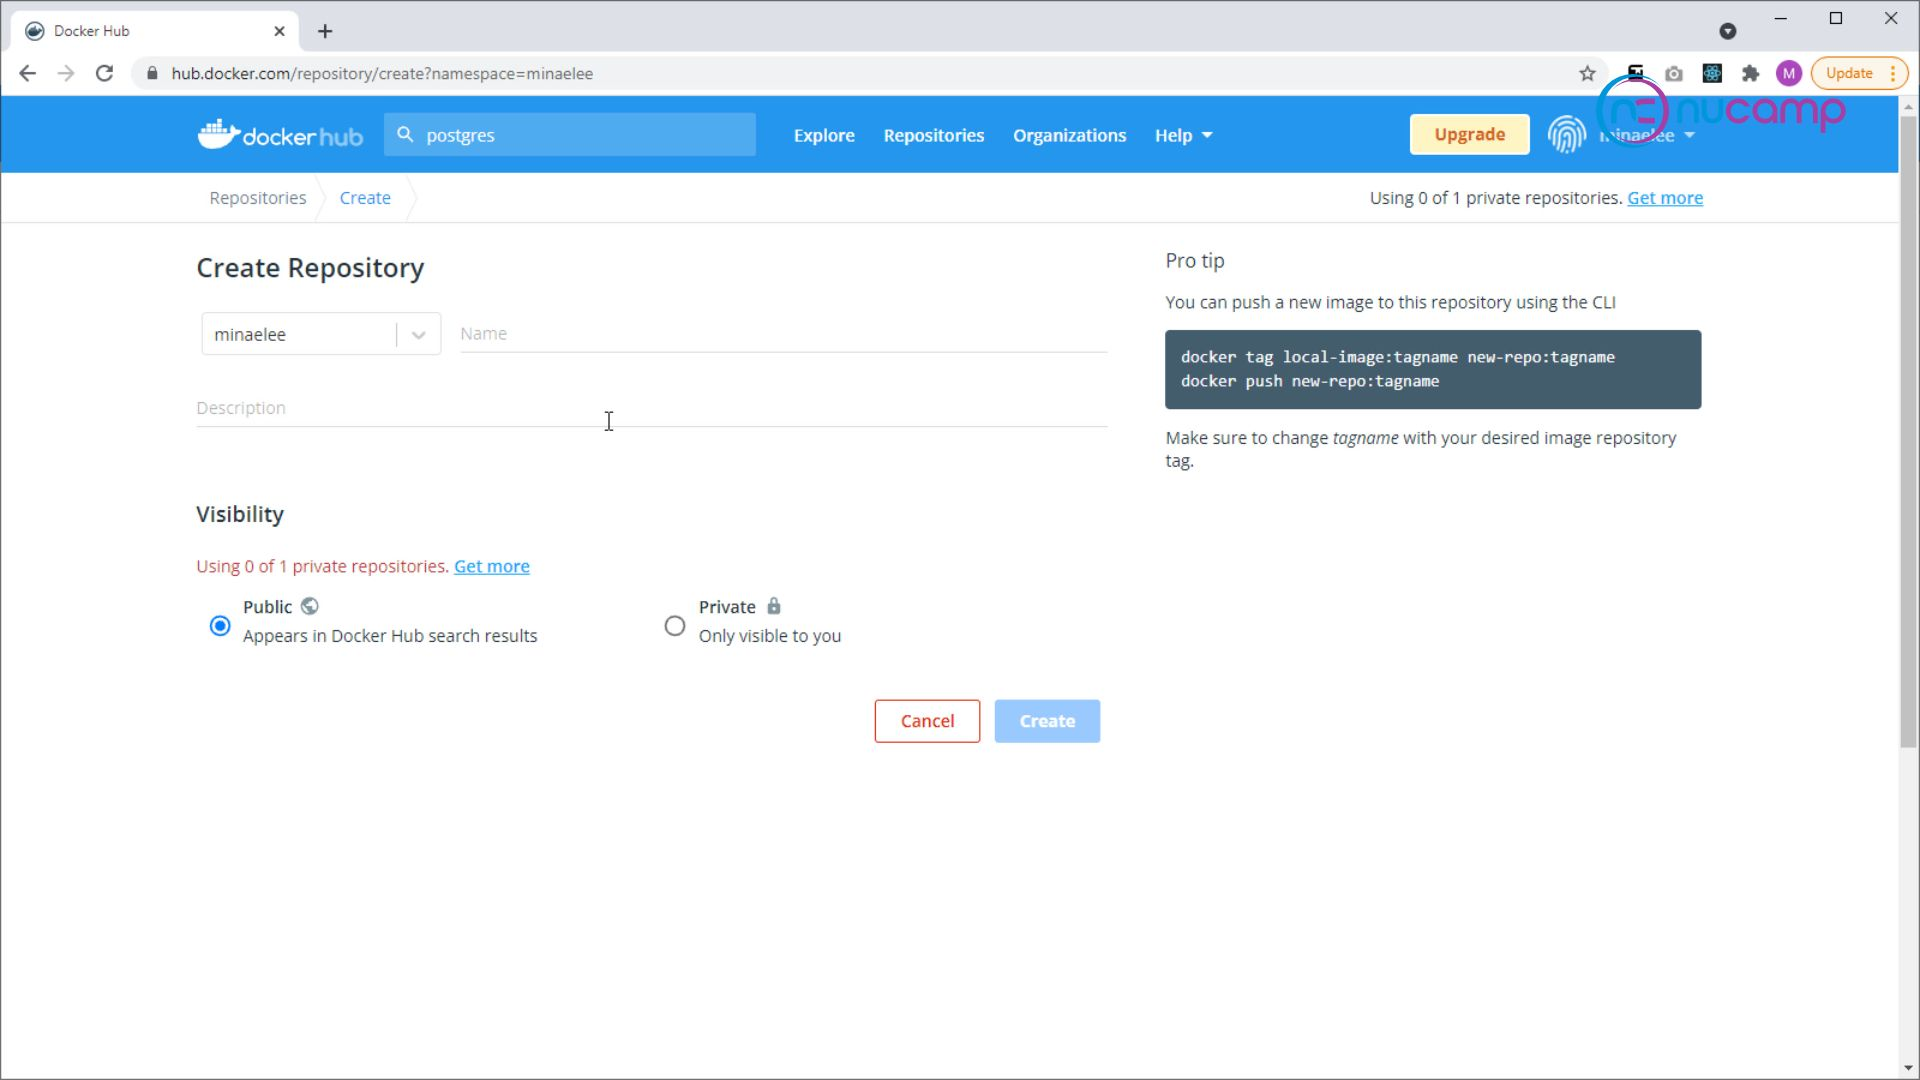 Docker Hub
hub.docker.com/repository/create?namespace=minaelee
M
Update
nucamp
dockerhub
postgres
Explore
Repositories
Organizations
Help
Upgrade
minaelee
Repositories
Create
Using 0 of 1 private repositories. Get more
Create Repository
minaelee
Name
Description
Pro tip
You can push a new image to this repository using the CLI
docker tag local-image:tagname new-repo:tagname
docker push new-repo:tagname
Make sure to change tagname with your desired image repository
tag.
Visibility
Using 0 of 1 private repositories. Get more
Public
Appears in Docker Hub search results
Private
Only visible to you
Cancel
Create